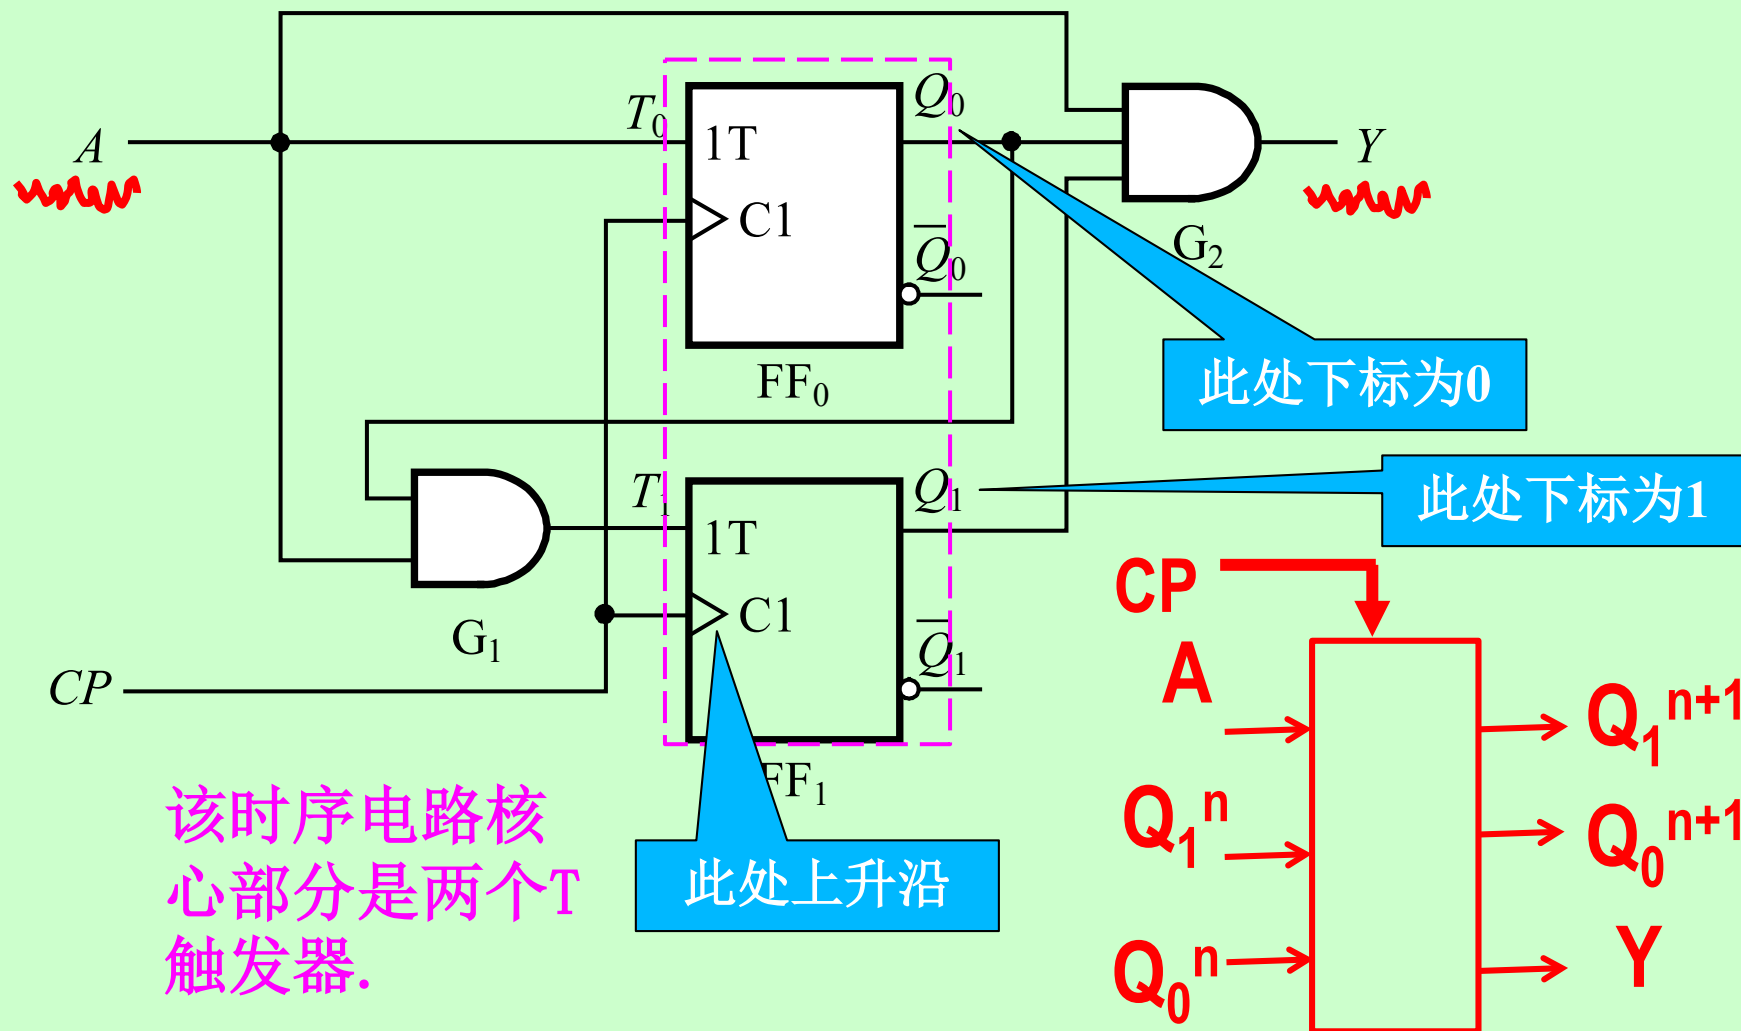 A
T₀
1T
C1
Q₀
Q̅₀
FF₀
Y
G₂
此处下标为0
T₁
1T
C1
Q₁
Q̅₁
FF₁
此处下标为1
G₁
CP
此处上升沿
该时序电路核
心部分是两个T
触发器.
CP
A
Q₁ⁿ
Q₀ⁿ
Q₁ⁿ⁺¹
Q₀ⁿ⁺¹
Y